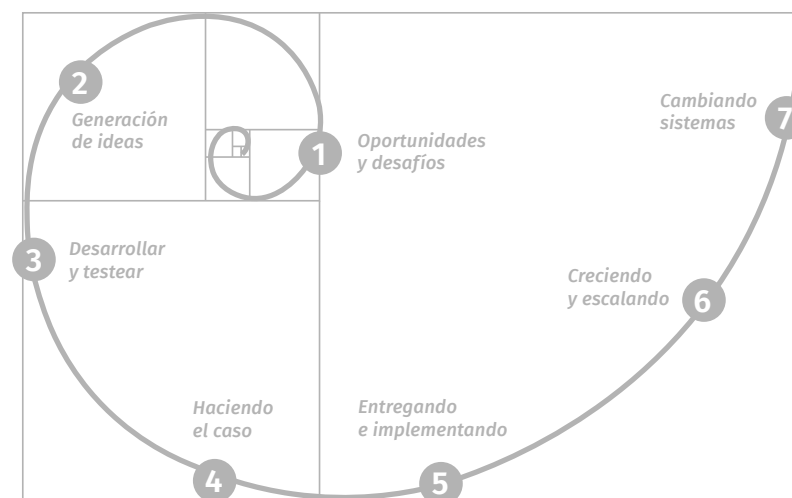 1
Oportunidades
y desafíos
2
Generación
de ideas
3
Desarrollar
y testear
4
Haciendo
el caso
5
Entregando
e implementando
6
Creciendo
y escalando
7
Cambiando
sistemas